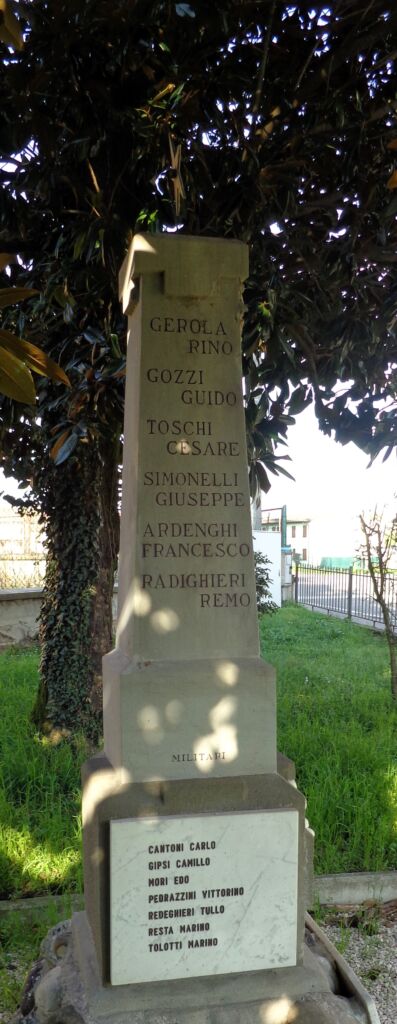 GEROLA
RINO
GOZZI
GUIDO
TOSCHI
CESARE
SIMONELLI
GIUSEPPE
ARDENGHI
FRANCESCO
RADIGHIERI
REMO
MILITARI
CANTONI CARLO
GIPSI CAMILLO
MORI EDO
PEDRAZZINI VITTORINO
REDEGHIERI TULLO
RESTA MARINO
TOLOTTI MARINO